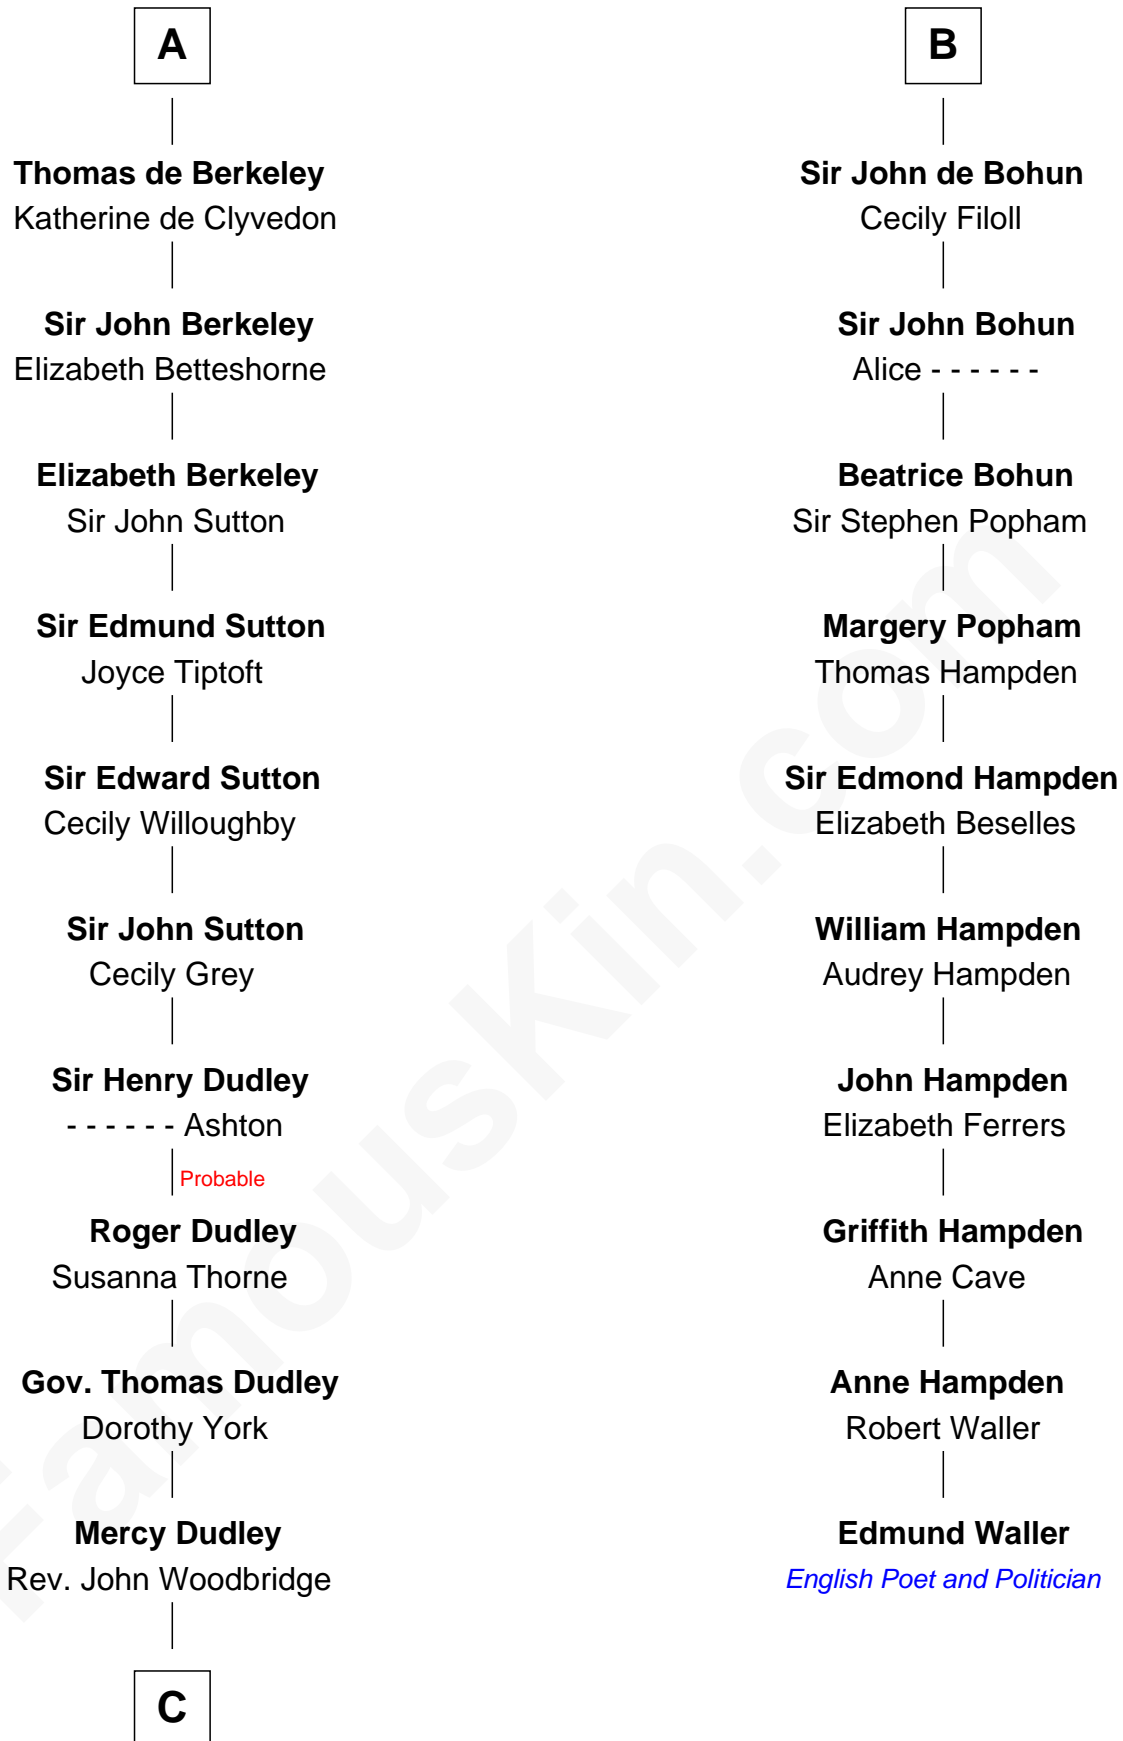 A
Thomas de Berkeley
Katherine de Clyvedon
Sir John Berkeley
Elizabeth Betteshorne
Elizabeth Berkeley
Sir John Sutton
Sir Edmund Sutton
Joyce Tiptoft
Sir Edward Sutton
Cecily Willoughby
Sir John Sutton
Cecily Grey
Sir Henry Dudley
- - - - - - Ashton
Probable
Roger Dudley
Susanna Thorne
Gov. Thomas Dudley
Dorothy York
Mercy Dudley
Rev. John Woodbridge
C
B
Sir John de Bohun
Cecily Filoll
Sir John Bohun
Alice - - - - - -
Beatrice Bohun
Sir Stephen Popham
Margery Popham
Thomas Hampden
Sir Edmond Hampden
Elizabeth Beselles
William Hampden
Audrey Hampden
John Hampden
Elizabeth Ferrers
Griffith Hampden
Anne Cave
Anne Hampden
Robert Waller
Edmund Waller
English Poet and Politician
FamousKin.com